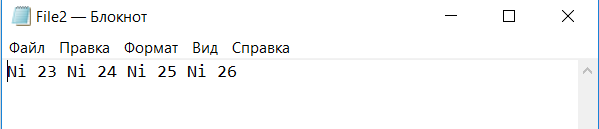 File2 — Блокнот
Файл Правка Формат Вид Справка
Ni 23 Ni 24 Ni 25 Ni 26